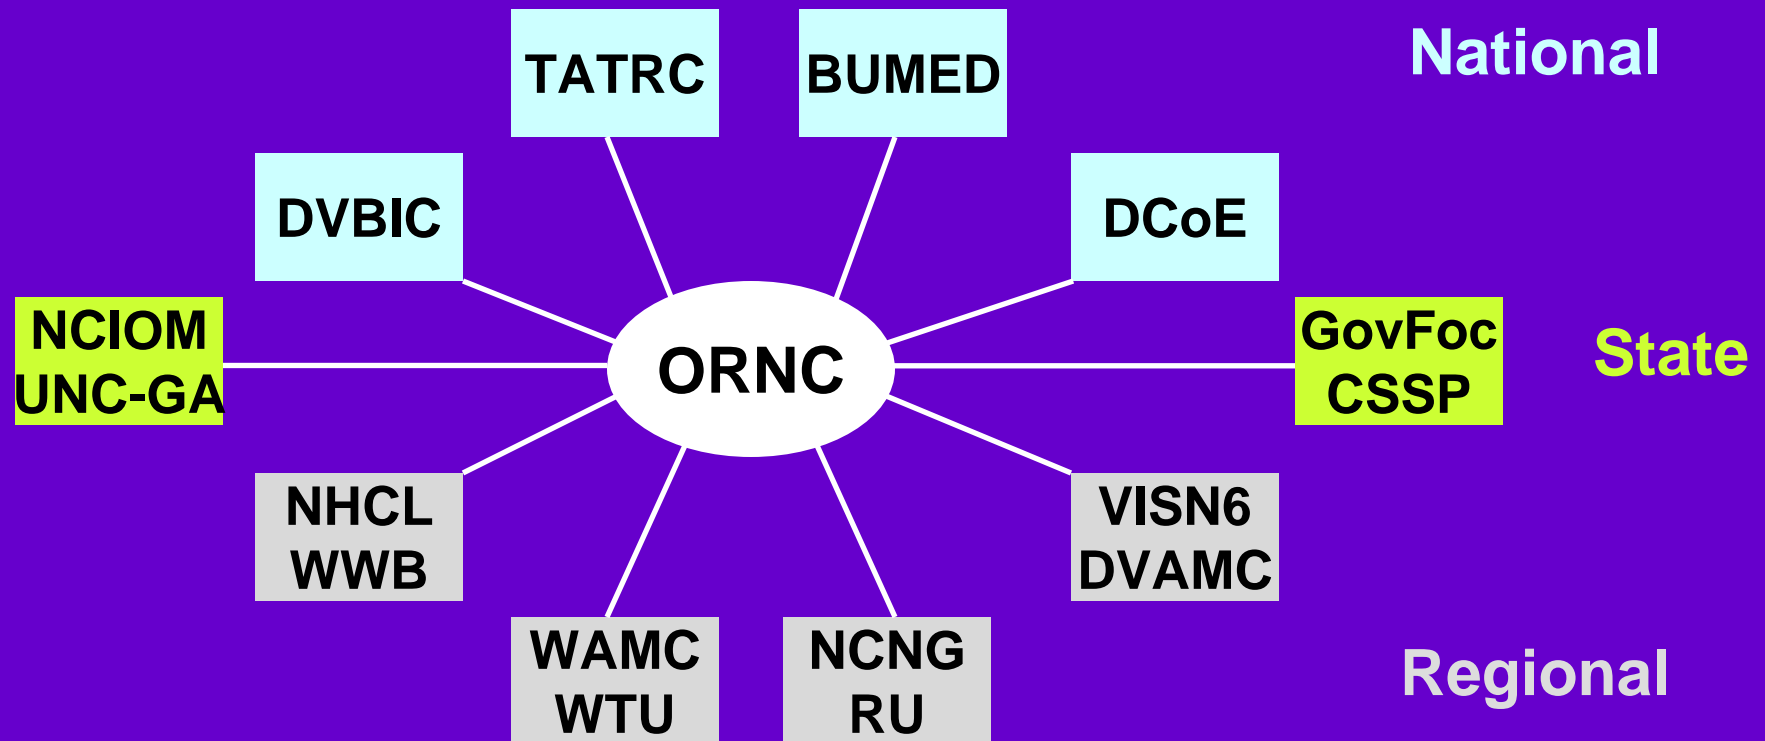 TATRC
BUMED
National
DVBIC
DCoE
NCIOM
UNC-GA
ORNC
GovFoc
CSSP
State
NHCL
WWB
VISN6
DVAMC
WAMC
WTU
NCNG
RU
Regional